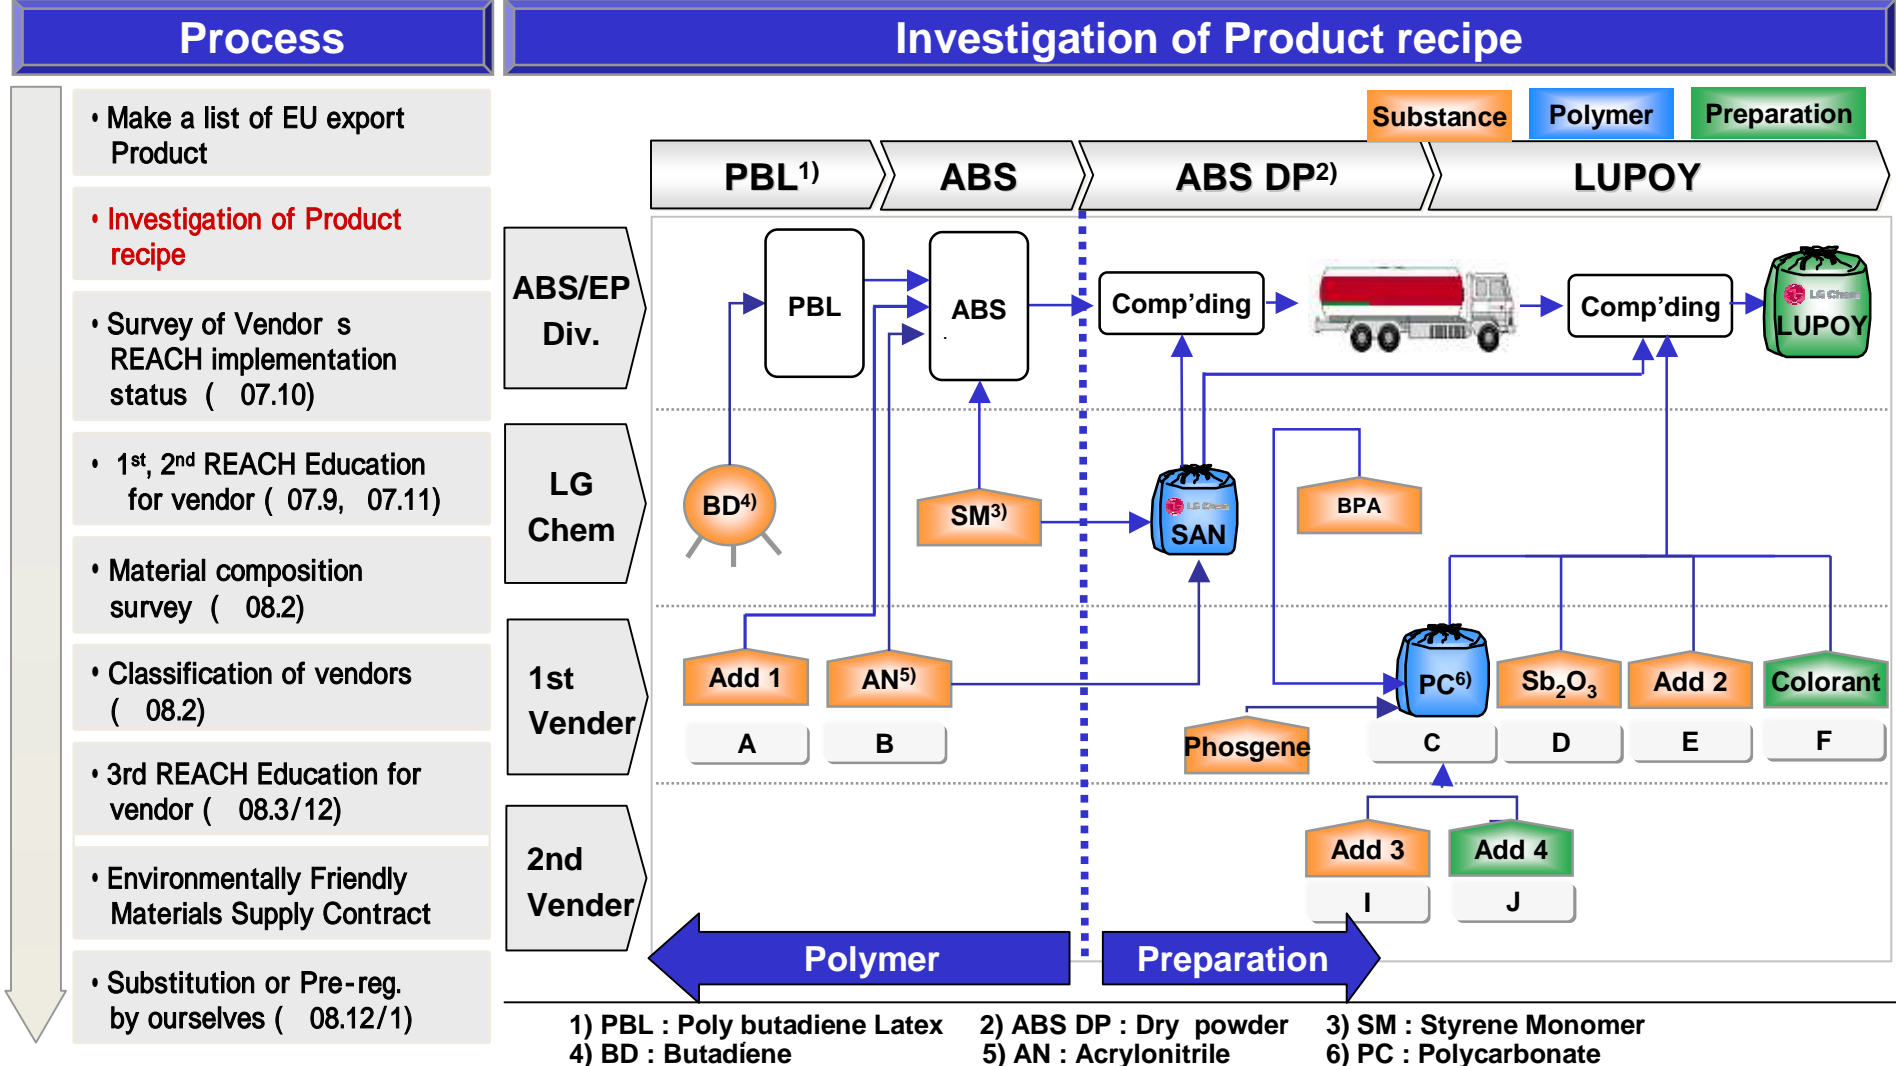 Process
Investigation of Product recipe
• Make a list of EU export
Product
• Investigation of Product
recipe
• Survey of Vendor s
REACH implementation
status ( 07.10)
• 1st, 2nd REACH Education
for vendor ( 07.9, 07.11)
• Material composition
survey ( 08.2)
• Classification of vendors
( 08.2)
• 3rd REACH Education for
vendor ( 08.3/12)
• Environmentally Friendly
Materials Supply Contract
• Substitution or Pre-reg.
by ourselves ( 08.12/1)
Substance
Polymer
Preparation
PBL1)
ABS
ABS DP2)
LUPOY
ABS/EP
Div.
PBL
ABS
Comp'ding
Comp'ding
LG Chem
LUPOY
LG
Chem
BD4)
SM3)
LG Chem
SAN
BPA
1st
Vender
Add 1
AN5)
PC6)
Sb2O3
Add 2
Colorant
A
B
Phosgene
C
D
E
F
2nd
Vender
Add 3
Add 4
I
J
Polymer
Preparation
1) PBL : Poly butadiene Latex
2) ABS DP : Dry powder
3) SM : Styrene Monomer
4) BD : Butadíene
5) AN : Acrylonitrile
6) PC : Polycarbonate